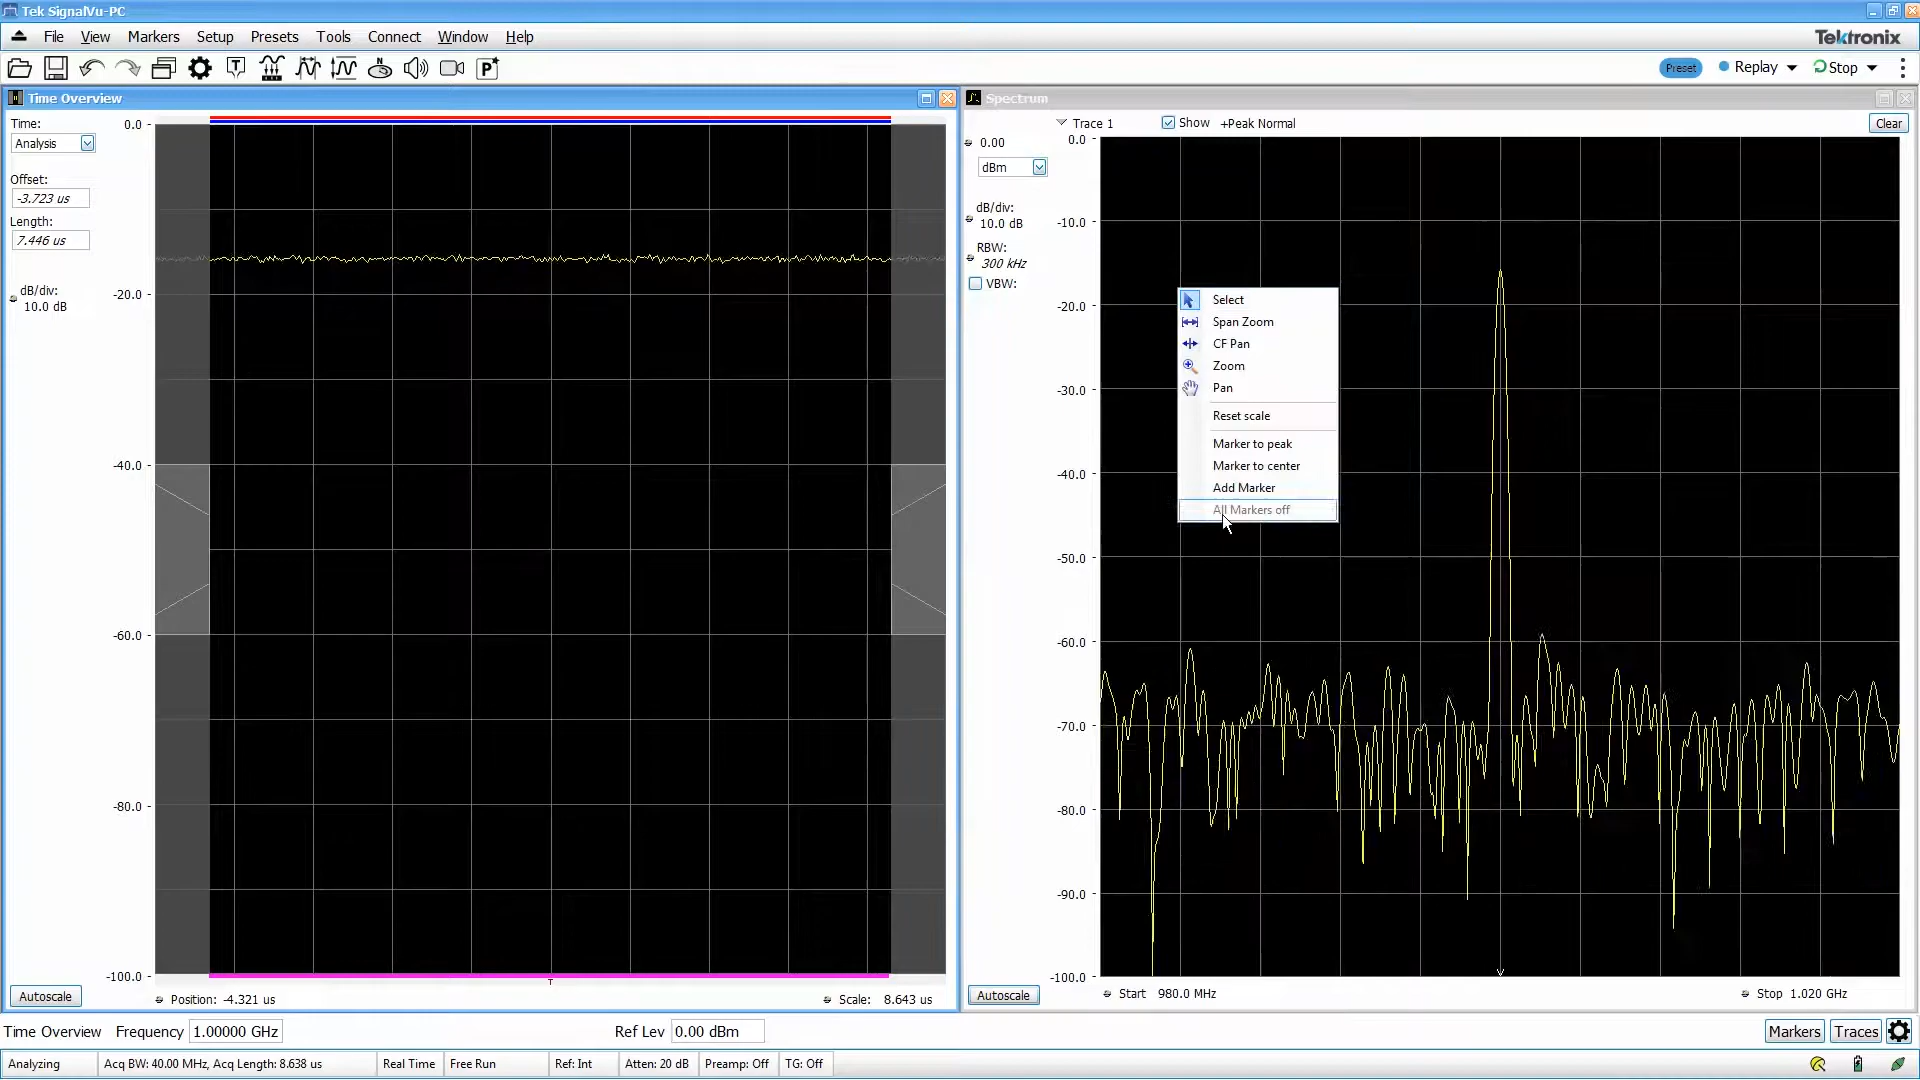 Tek SignalVu-PC
File View Markers Setup Presets Tools Connect Window Help
Tektronix
Preset Replay Stop
Time Overview
Time:
Analysis
Offset:
-3.723 us
Length:
7.446 us
dB/div:
10.0 dB
0.0
-20.0
-40.0
-60.0
-80.0
-100.0
T
Autoscale
Position: -4.321 us
Scale: 8.643 us
Spectrum
Trace 1 Show +Peak Normal
Clear
0.00
dBm
dB/div:
10.0 dB
RBW:
300 kHz
VBW:
0.0
-10.0
-20.0
-30.0
-40.0
-50.0
-60.0
-70.0
-80.0
-90.0
-100.0
Select
Span Zoom
CF Pan
Zoom
Pan
Reset scale
Marker to peak
Marker to center
Add Marker
All Markers off
Autoscale
Start 980.0 MHz
Stop 1.020 GHz
Time Overview Frequency 1.00000 GHz Ref Lev 0.00 dBm Markers Traces
Analyzing Acq BW: 40.00 MHz, Acq Length: 8.638 us Real Time Free Run Ref: Int Atten: 20 dB Preamp: Off TG: Off